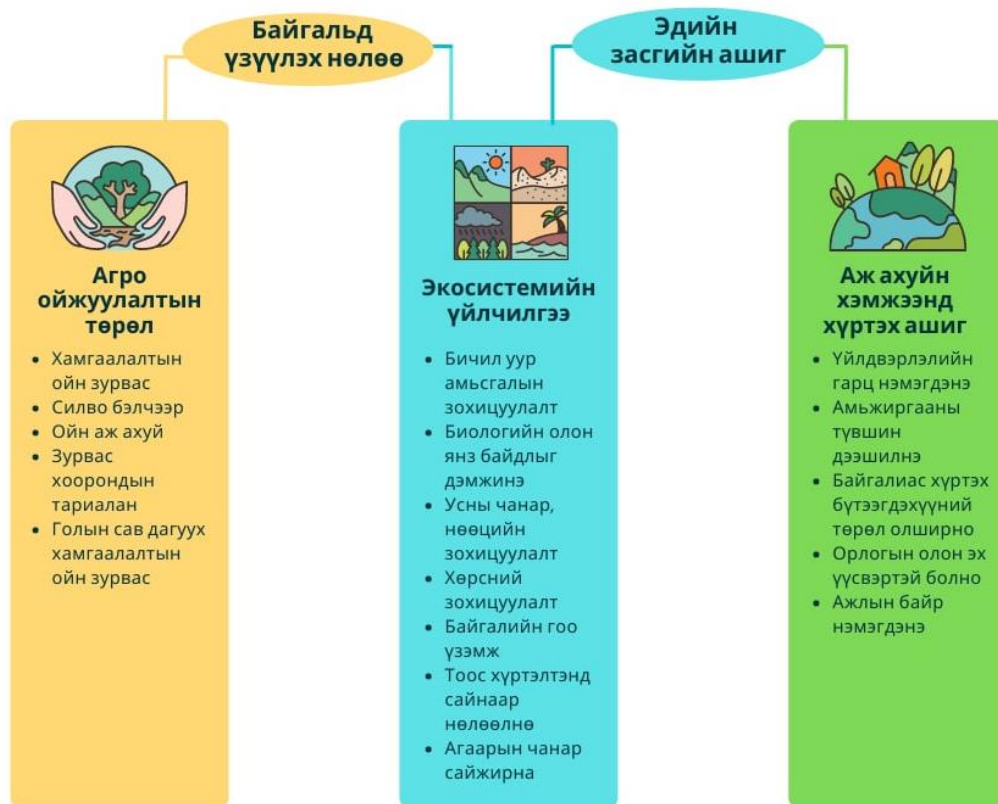 Байгальд
үзүүлэх нөлөө
Эдийн
засгийн ашиг
Агро
ойжуулалтын
төрөл
• Хамгаалалтын
ойн зурвас
• Силво бэлчээр
• Ойн аж ахуй
• Зурвас
хоорондын
тариалан
• Голын сав дагуух
хамгаалалтын
ойн зурвас
Экосистемийн
үйлчилгээ
• Бичил уур
амьсгалын
зохицуулалт
• Биологийн олон
янз байдлыг
дэмжинэ
• Усны чанар,
нөөцийн
зохицуулалт
• Хөрсний
зохицуулалт
• Байгалийн гоо
үзэмж
• Тоос хүртэлтэнд
сайнаар
нөлөөлнө
• Агаарын чанар
сайжирна
Аж ахуйн
хэмжээнд
хүртэх ашиг
• Үйлдвэрлэлийн
гарц нэмэгдэнэ
• Амьжиргааны
түвшин
дээшилнэ
• Байгалиас хүртэх
бүтээгдэхүүний
төрөл олширно
• Орлогын олон эх
үүсвэртэй болно
• Ажлын байр
нэмэгдэнэ